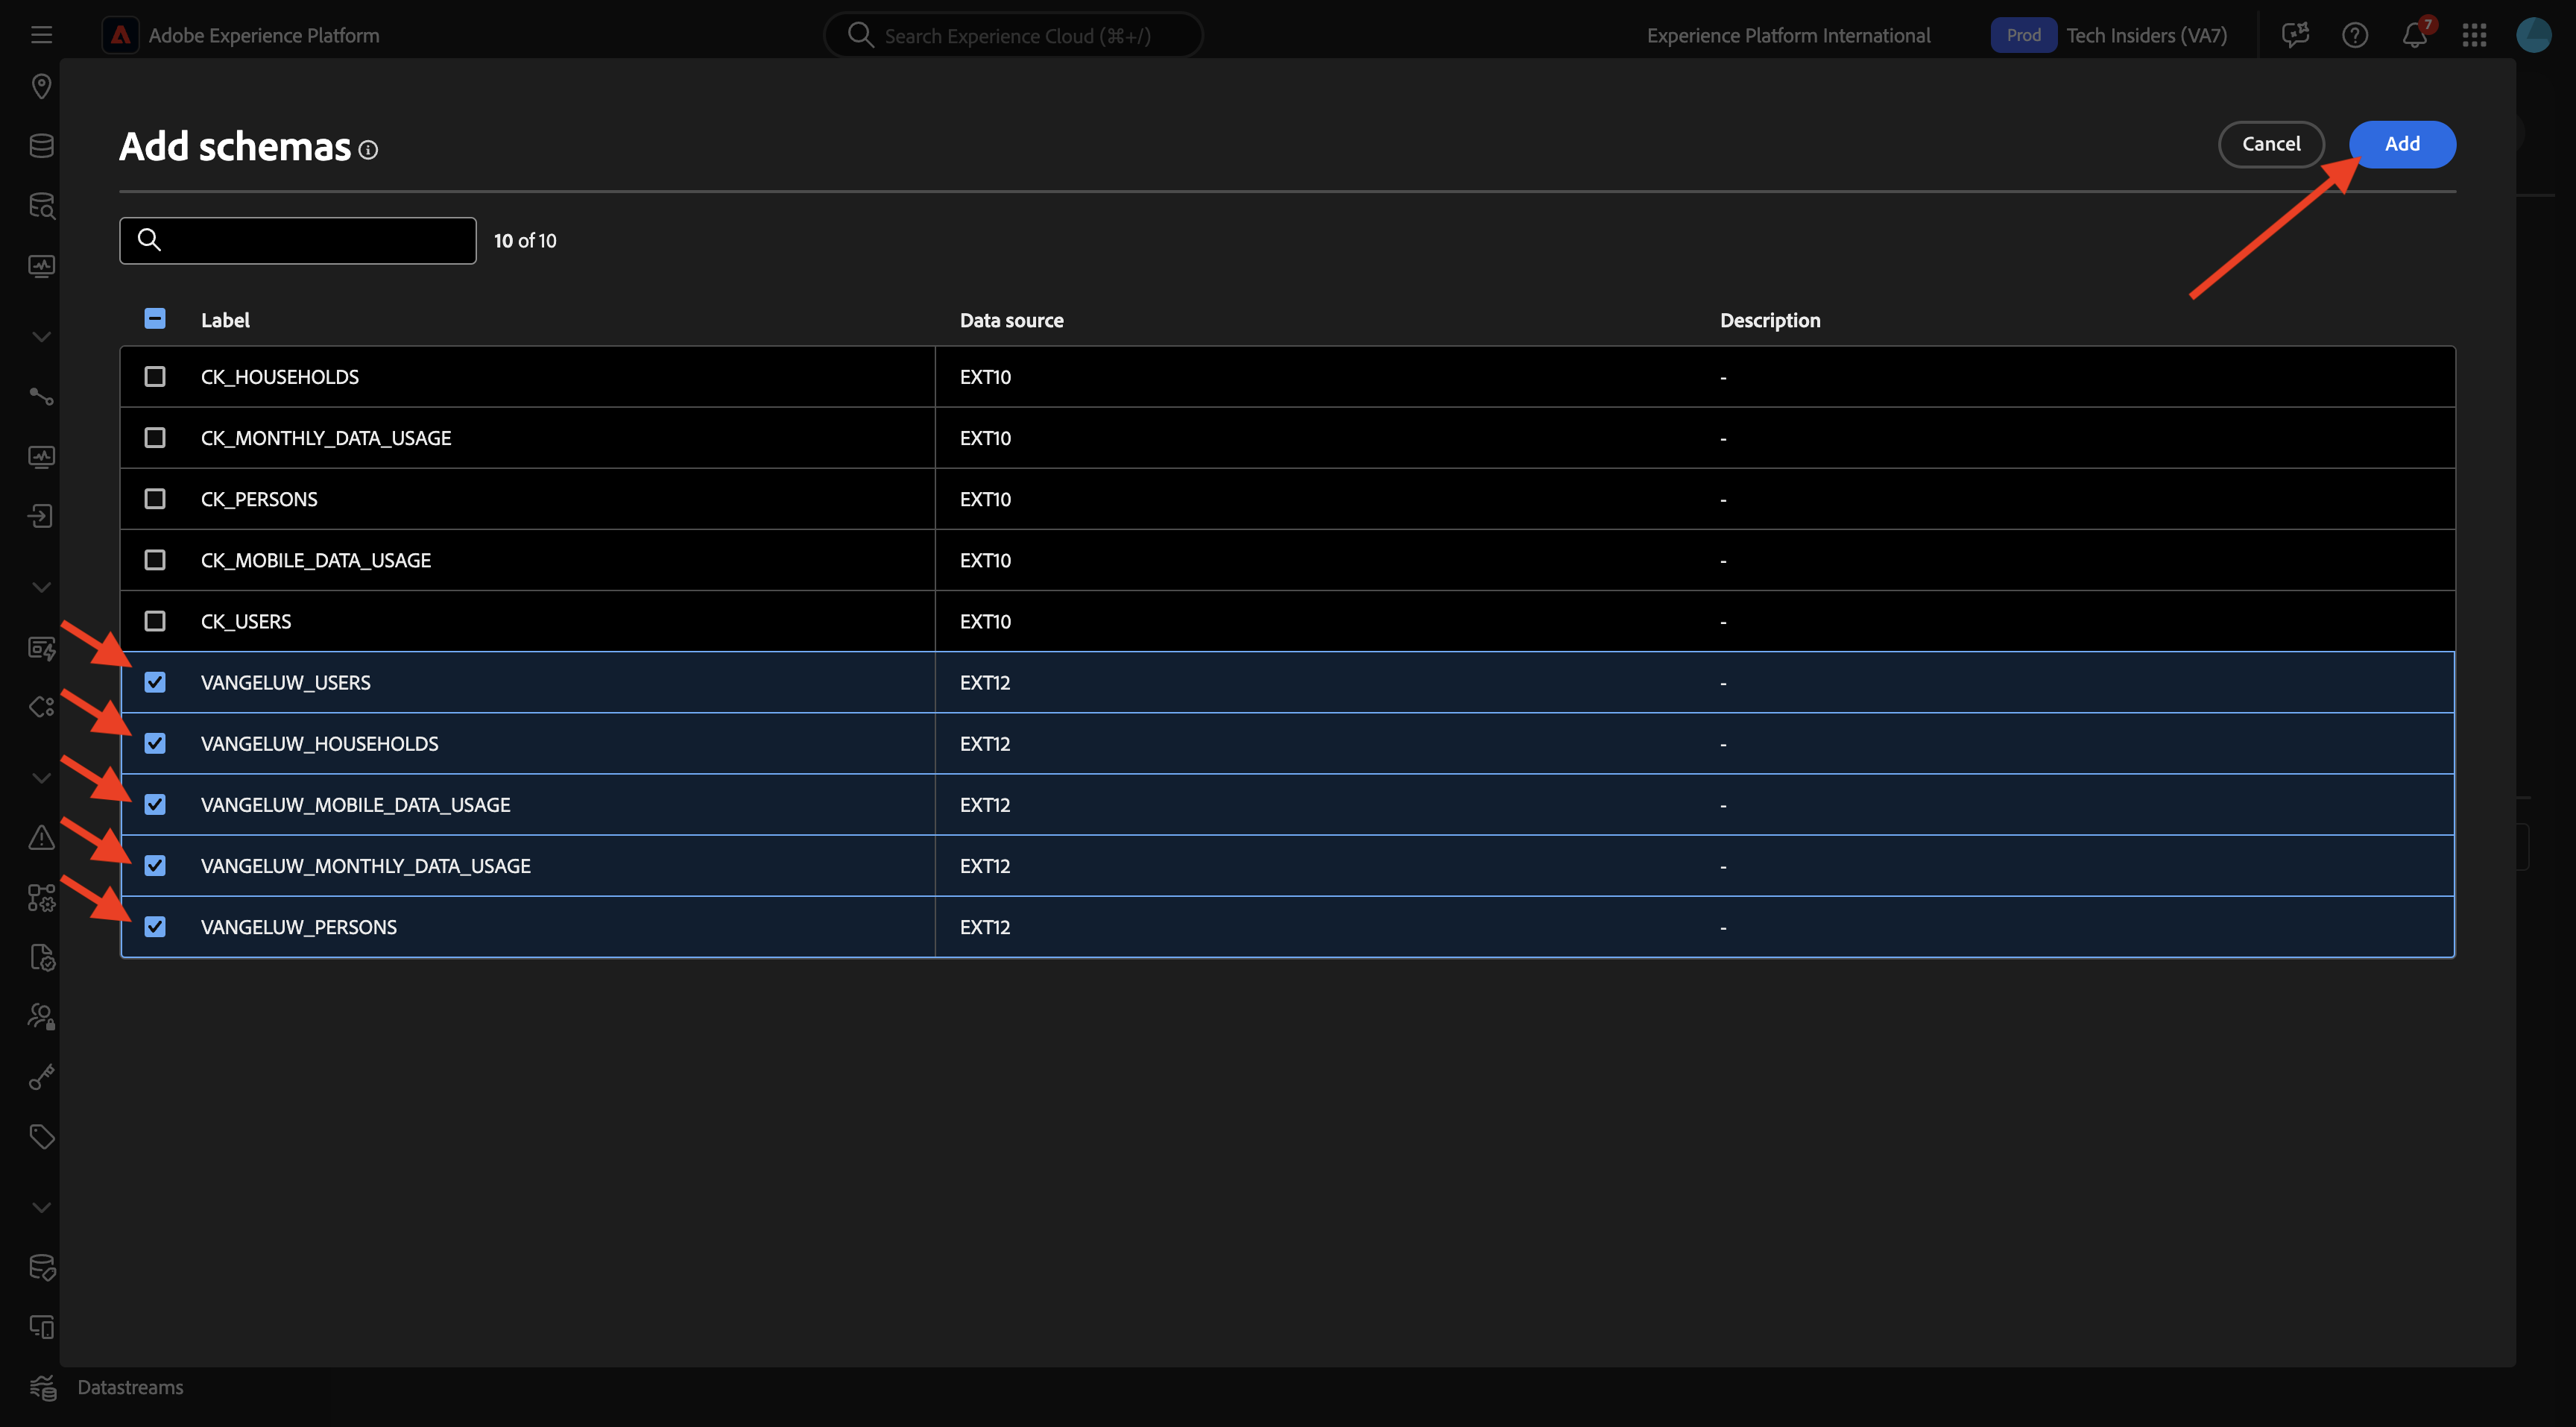 Adobe Experience Platform
Search Experience Cloud (⌘+/)
Experience Platform International
Prod
Tech Insiders (VA7)
7
Add schemas
Cancel
Add
10 of 10
Label Data source Description
CK_HOUSEHOLDS EXT10 -
CK_MONTHLY_DATA_USAGE EXT10 -
CK_PERSONS EXT10 -
CK_MOBILE_DATA_USAGE EXT10 -
CK_USERS EXT10 -
VANGELUW_USERS EXT12 -
VANGELUW_HOUSEHOLDS EXT12 -
VANGELUW_MOBILE_DATA_USAGE EXT12 -
VANGELUW_MONTHLY_DATA_USAGE EXT12 -
VANGELUW_PERSONS EXT12 -
Datastreams